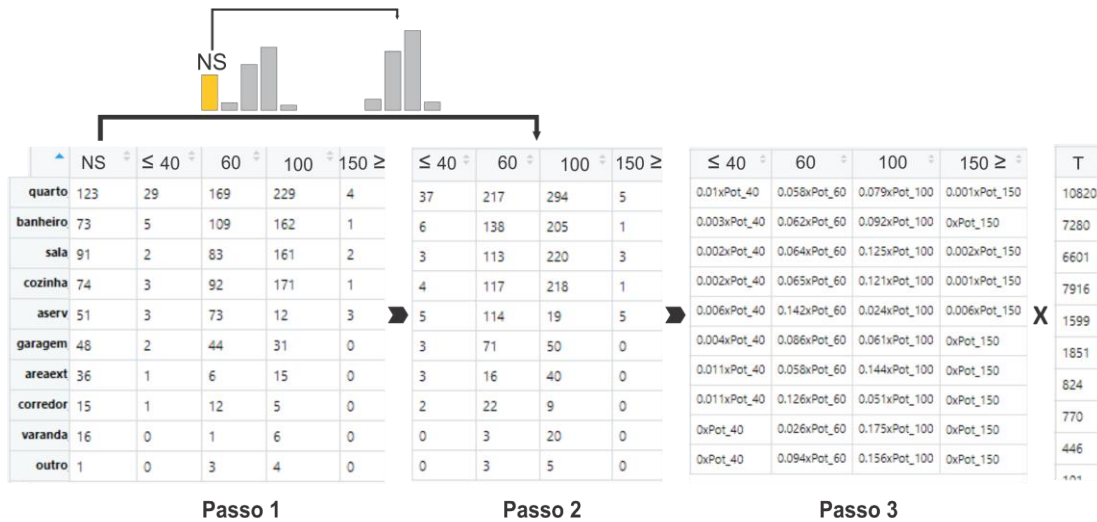 NS
NS ≤ 40 60 100 150 ≥ ≤ 40 60 100 150 ≥ ≤ 40 60 100 150 ≥ T
quarto 123 29 169 229 4 37 217 294 5 0.01xPot_40 0.058xPot_60 0.079xPot_100 0.001xPot_150 10820
banheiro 73 5 109 162 1 6 138 205 1 0.003xPot_40 0.062xPot_60 0.092xPot_100 0xPot_150 7280
sala 91 2 83 161 2 3 113 220 3 0.002xPot_40 0.064xPot_60 0.125xPot_100 0.002xPot_150 6601
cozinha 74 3 92 171 1 4 117 218 1 0.002xPot_40 0.065xPot_60 0.121xPot_100 0.001xPot_150 7916
aserv 51 3 73 12 3 5 114 19 5 0.006xPot_40 0.142xPot_60 0.024xPot_100 0.006xPot_150 X 1599
garagem 48 2 44 31 0 3 71 50 0 0.004xPot_40 0.086xPot_60 0.061xPot_100 0xPot_150 1851
areaext 36 1 6 15 0 3 16 40 0 0.011xPot_40 0.058xPot_60 0.144xPot_100 0xPot_150 824
corredor 15 1 12 5 0 2 22 9 0 0.011xPot_40 0.126xPot_60 0.051xPot_100 0xPot_150 770
varanda 16 0 1 6 0 0 3 20 0 0xPot_40 0.026xPot_60 0.175xPot_100 0xPot_150 446
outro 1 0 3 4 0 0 3 5 0 0xPot_40 0.094xPot_60 0.156xPot_100 0xPot_150
Passo 1 Passo 2 Passo 3